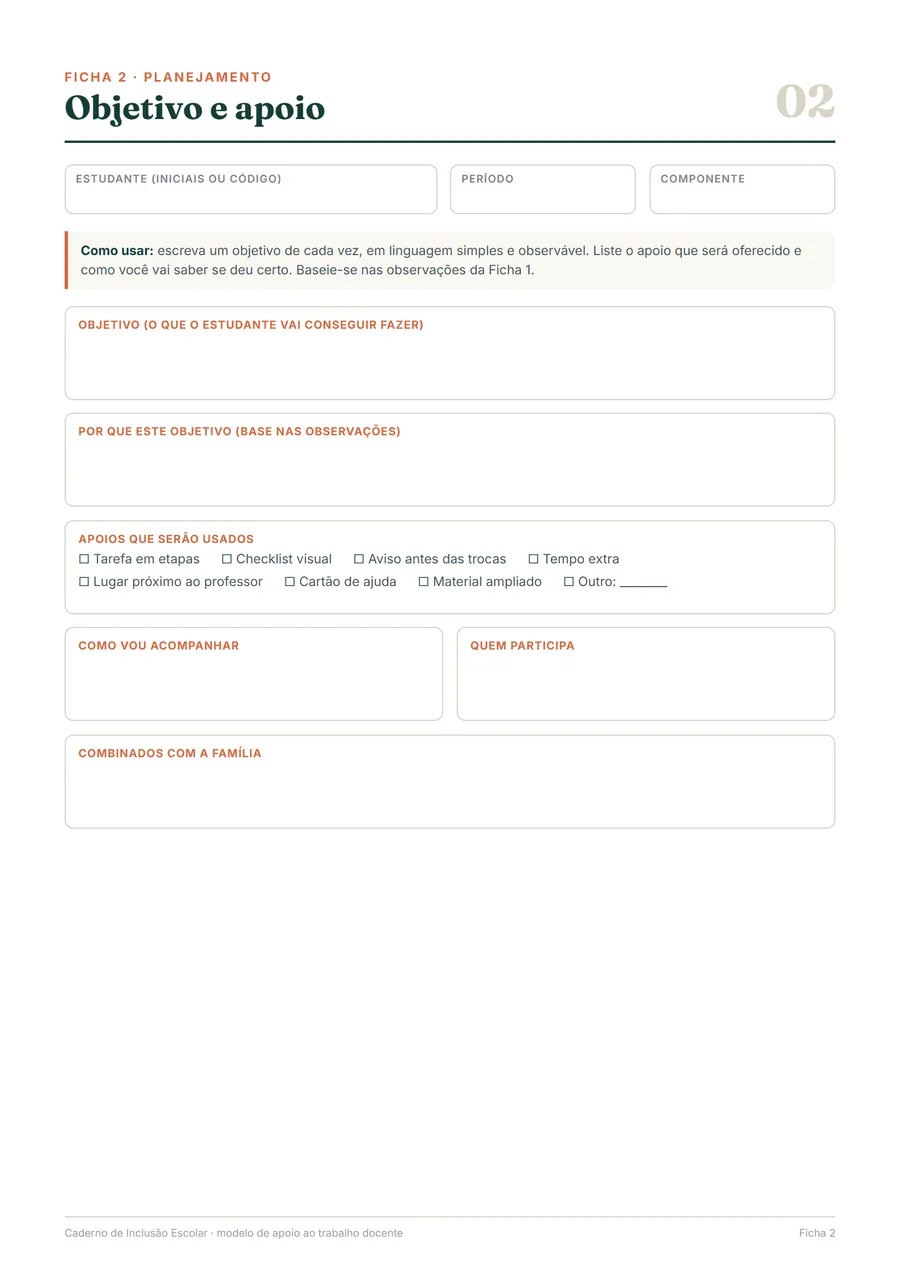 FICHA 2 · PLANEJAMENTO
Objetivo e apoio
02
ESTUDANTE (INICIAIS OU CÓDIGO)
PERÍODO
COMPONENTE
Como usar: escreva um objetivo de cada vez, em linguagem simples e observável. Liste o apoio que será oferecido e
como você vai saber se deu certo. Baseie-se nas observações da Ficha 1.
OBJETIVO (O QUE O ESTUDANTE VAI CONSEGUIR FAZER)
POR QUE ESTE OBJETIVO (BASE NAS OBSERVAÇÕES)
APOIOS QUE SERÃO USADOS
☐ Tarefa em etapas ☐ Checklist visual ☐ Aviso antes das trocas ☐ Tempo extra
☐ Lugar próximo ao professor ☐ Cartão de ajuda ☐ Material ampliado ☐ Outro: _______
COMO VOU ACOMPANHAR
QUEM PARTICIPA
COMBINADOS COM A FAMÍLIA
Caderno de Inclusão Escolar · modelo de apoio ao trabalho docente
Ficha 2